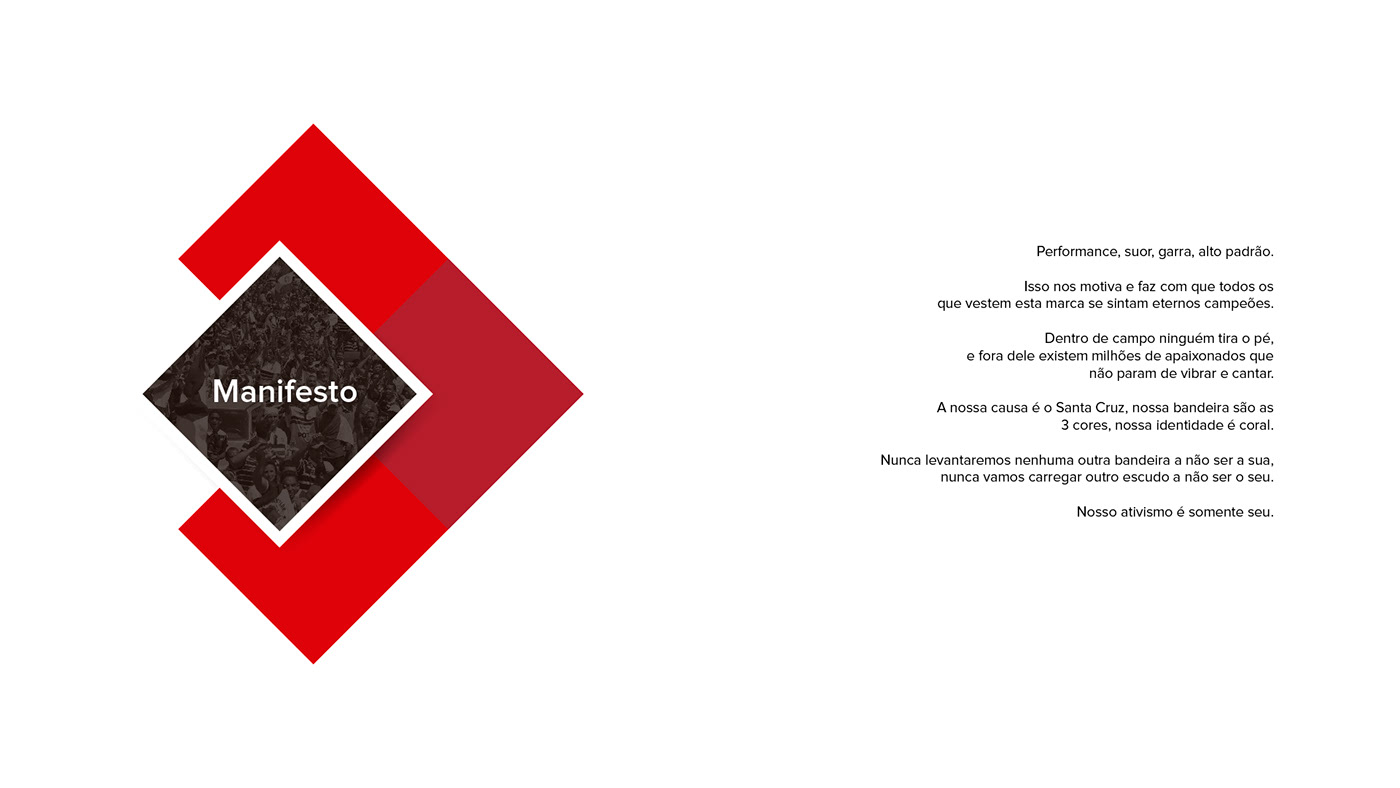 Manifesto
Performance, suor, garra, alto padrão.
Isso nos motiva e faz com que todos os
que vestem esta marca se sintam eternos campeões.
Dentro de campo ninguém tira o pé,
e fora dele existem milhões de apaixonados que
não param de vibrar e cantar.
A nossa causa é o Santa Cruz, nossa bandeira são as
3 cores, nossa identidade é coral.
Nunca levantaremos nenhuma outra bandeira a não ser a sua,
nunca vamos carregar outro escudo a não ser o seu.
Nosso ativismo é somente seu.